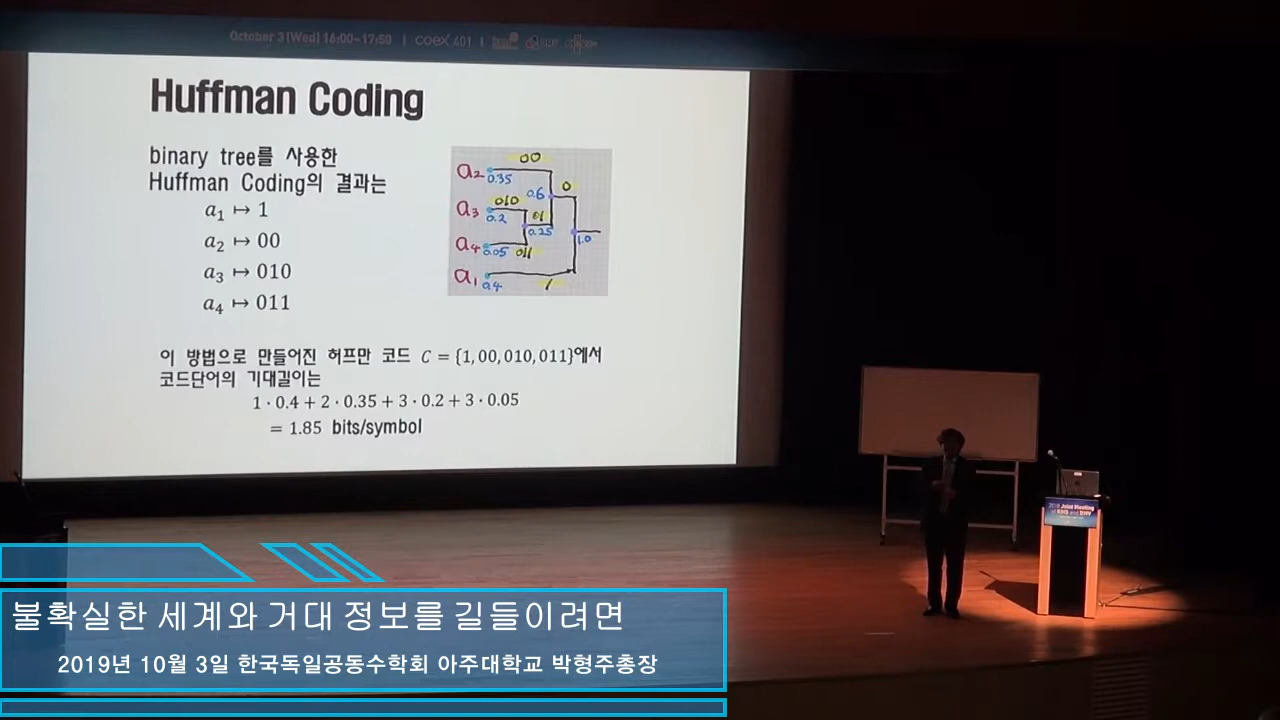 October 3 (Wed) 16:00~17:50 | coex 401 |
Huffman Coding
binary tree를 사용한
Huffman Coding의 결과는
a₁ ↦ 1
a₂ ↦ 00
a₃ ↦ 010
a₄ ↦ 011
00
a₂ 0.35
0
0.6
a₃ 010
0.2
01
0.25
1.0
a₄ 0.05 011
a₁ 0.4 1
이 방법으로 만들어진 허프만 코드 C = {1, 00, 010, 011}에서
코드단어의 기대길이는
1 · 0.4 + 2 · 0.35 + 3 · 0.2 + 3 · 0.05
= 1.85 bits/symbol
2018 Joint Meeting
of KMS and DMV
불확실한 세계와 거대 정보를 길들이려면
2019년 10월 3일 한국독일공동수학회 아주대학교 박형주총장